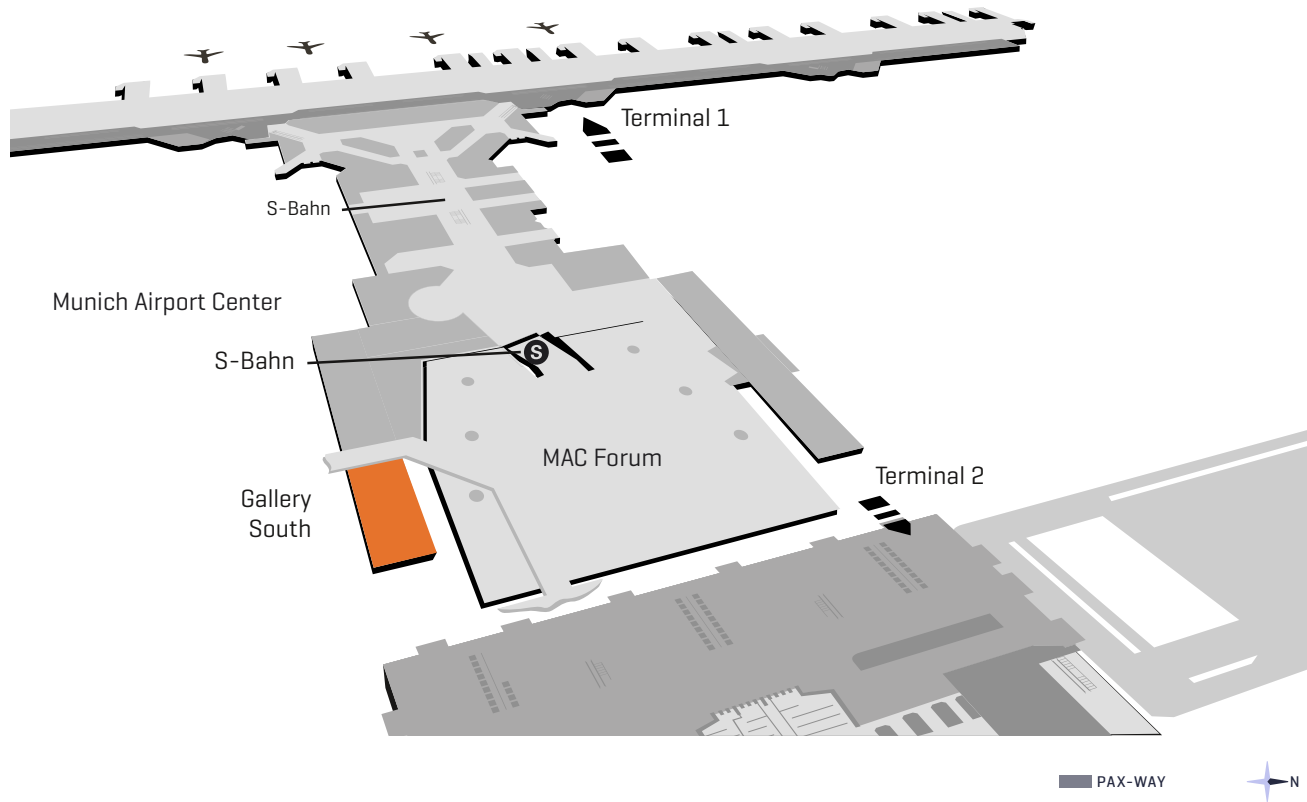 Terminal 1
S-Bahn
Munich Airport Center
S-Bahn
S
MAC Forum
Terminal 2
Gallery
South
PAX-WAY
N